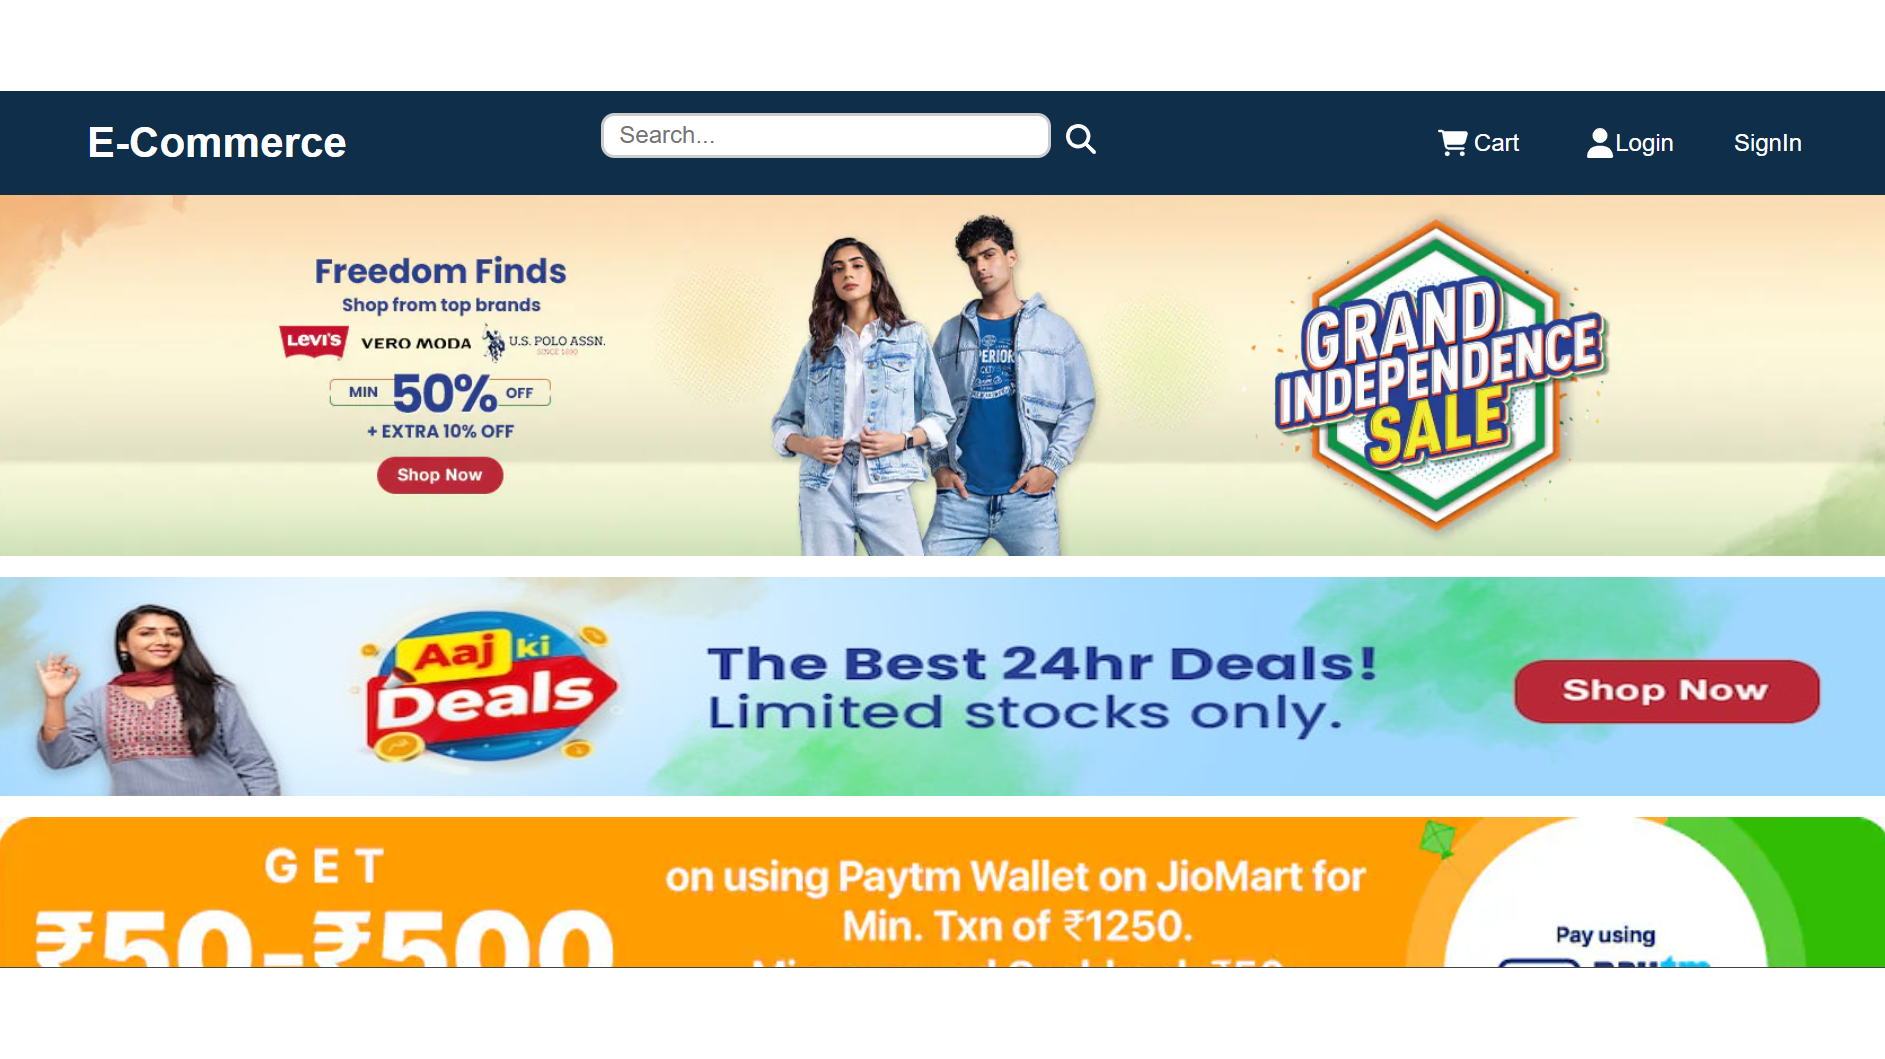 E-Commerce
Search...
Cart
Login
SignIn
Freedom Finds
Shop from top brands
LEVI'S VERO MODA U.S. POLO ASSN.
SINCE 1890
MIN 50% OFF
+ EXTRA 10% OFF
Shop Now
GRAND
INDEPENDENCE
SALE
Aaj ki
Deals
The Best 24hr Deals!
Limited stocks only.
Shop Now
GET
₹50-₹500
on using Paytm Wallet on JioMart for
Min. Txn of ₹1250.
Pay using